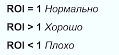 ROI = 1 Нормально
ROI > 1 Хорошо
ROI < 1 Плохо